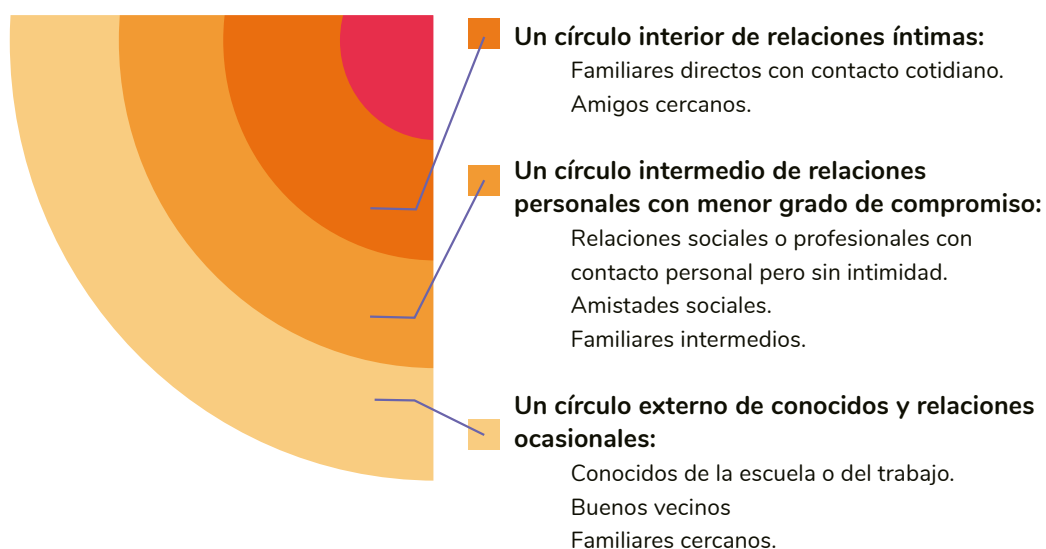 Un círculo interior de relaciones íntimas:
Familiares directos con contacto cotidiano.
Amigos cercanos.
Un círculo intermedio de relaciones
personales con menor grado de compromiso:
Relaciones sociales o profesionales con
contacto personal pero sin intimidad.
Amistades sociales.
Familiares intermedios.
Un círculo externo de conocidos y relaciones
ocasionales:
Conocidos de la escuela o del trabajo.
Buenos vecinos
Familiares cercanos.